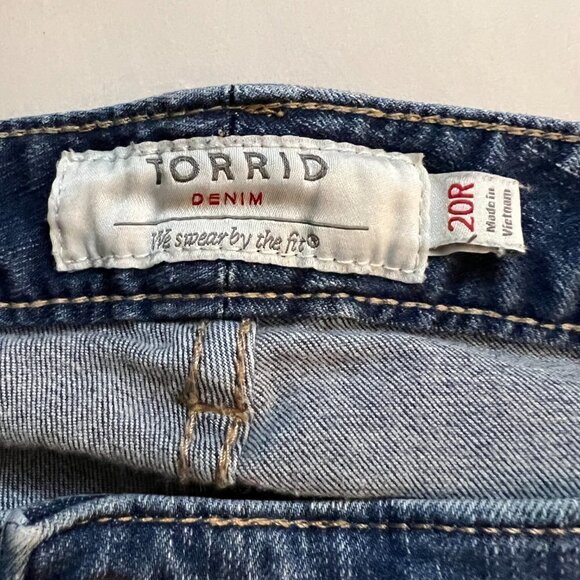 TORRID
DENIM
We swear by the fit®
20R
Made in
Vietnam